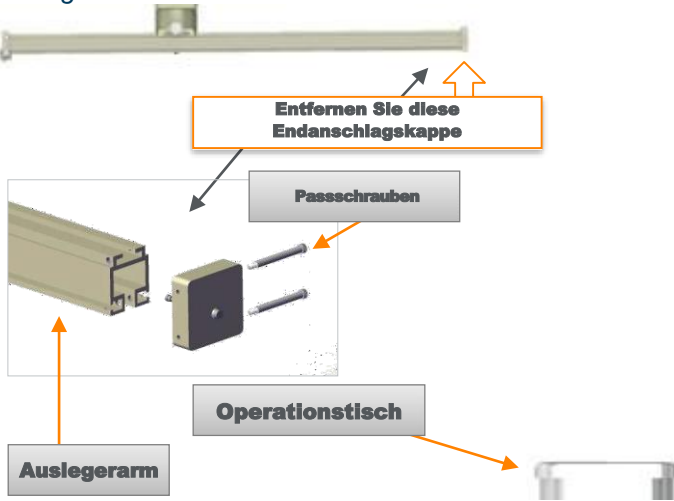 Entfernen Sie diese
Endanschlagskappe
Passschrauben
Operationstisch
Auslegerarm